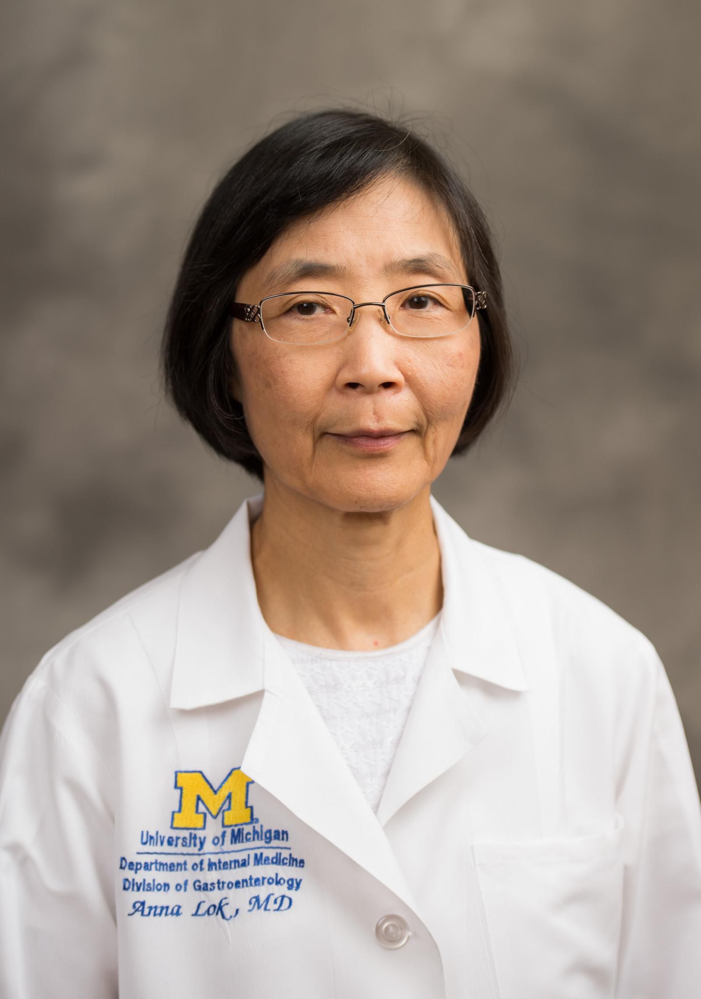 M
University of Michigan
Department of Internal Medicine
Division of Gastroenterology
Anna Lok, MD